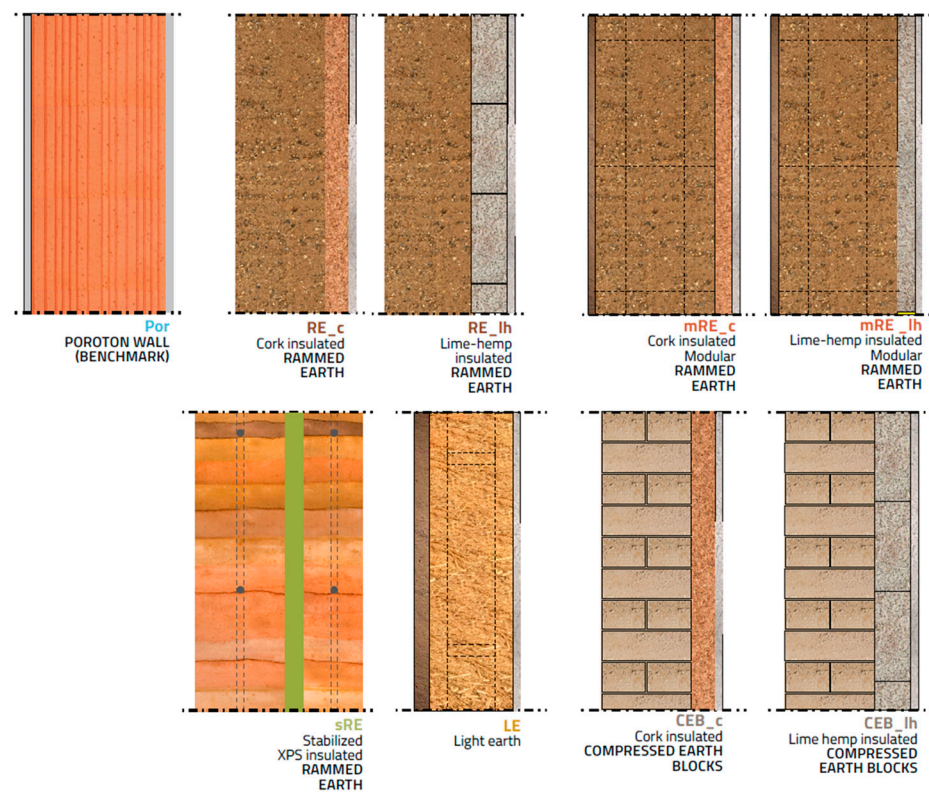 Por
POROTON WALL
(BENCHMARK)
RE_c
Cork insulated
RAMMED
EARTH
RE_lh
Lime-hemp
insulated
RAMMED
EARTH
mRE_c
Cork insulated
Modular
RAMMED
EARTH
mRE_lh
Lime-hemp insulated
Modular
RAMMED
EARTH
sRE
Stabilized
XPS insulated
RAMMED
EARTH
LE
Light earth
CEB_c
Cork insulated
COMPRESSED EARTH
BLOCKS
CEB_lh
Lime hemp insulated
COMPRESSED
EARTH BLOCKS